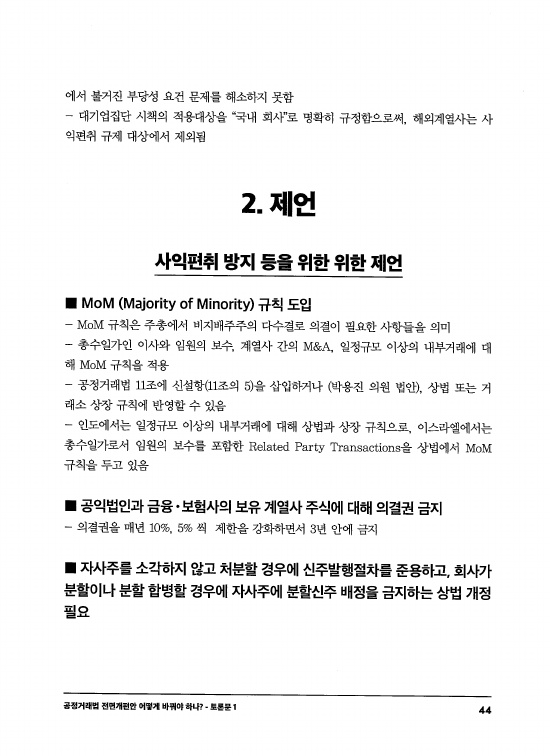 에서 불거진 부당성 요건 문제를 해소하지 못함
- 대기업집단 시책의 적용대상을 “국내 회사”로 명확히 규정함으로써, 해외계열사는 사
익편취 규제 대상에서 제외됨
2. 제언
사익편취 방지 등을 위한 위한 제언
■ MoM (Majority of Minority) 규칙 도입
- MoM 규칙은 주총에서 비지배주주의 다수결로 의결이 필요한 사항들을 의미
- 총수일가인 이사와 임원의 보수, 계열사 간의 M&A, 일정규모 이상의 내부거래에 대
해 MoM 규칙을 적용
- 공정거래법 11조에 신설항(11조의 5)을 삽입하거나 (박용진 의원 법안), 상법 또는 거
래소 상장 규칙에 반영할 수 있음
- 인도에서는 일정규모 이상의 내부거래에 대해 상법과 상장 규칙으로, 이스라엘에서는
총수일가로서 임원의 보수를 포함한 Related Party Transactions을 상법에서 MoM
규칙을 두고 있음
■ 공익법인과 금융·보험사의 보유 계열사 주식에 대해 의결권 금지
- 의결권을 매년 10%, 5% 씩 제한을 강화하면서 3년 안에 금지
■ 자사주를 소각하지 않고 처분할 경우에 신주발행절차를 준용하고, 회사가
분할이나 분할 합병할 경우에 자사주에 분할신주 배정을 금지하는 상법 개정
필요
공정거래법 전면개편안 어떻게 바꿔야 하나? - 토론문 1
44